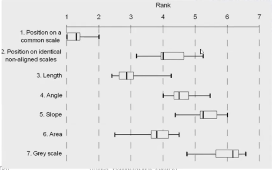 Rank
1 2 3 4 5 6 7
1. Position on a
common scale
2. Position on identical
non-aligned scales
3. Length
4. Angle
5. Slope
6. Area
7. Grey scale